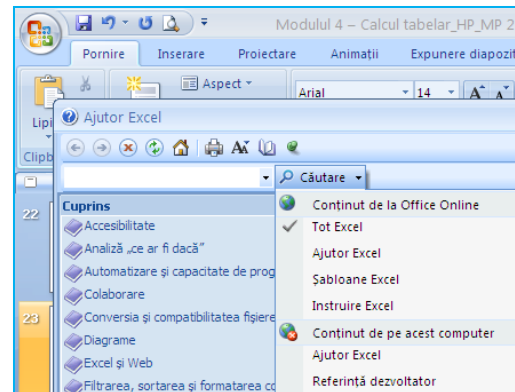 Modulul 4 – Calcul tabelar_HP_MP 2
Pornire Inserare Proiectare Animații Expunere diapozit
Aspect
Arial 14 A A
Lipi
Clipb
Ajutor Excel
Căutare
Cuprins
Conținut de la Office Online
22
Accesibilitate
Tot Excel
Analiză „ce ar fi dacă”
Ajutor Excel
Automatizare și capacitate de prog
Șabloane Excel
Colaborare
Instruire Excel
23
Conversia și compatibilitatea fișiere
Conținut de pe acest computer
Diagrame
Ajutor Excel
Excel și Web
Referință dezvoltator
Filtrarea, sortarea și formatarea co